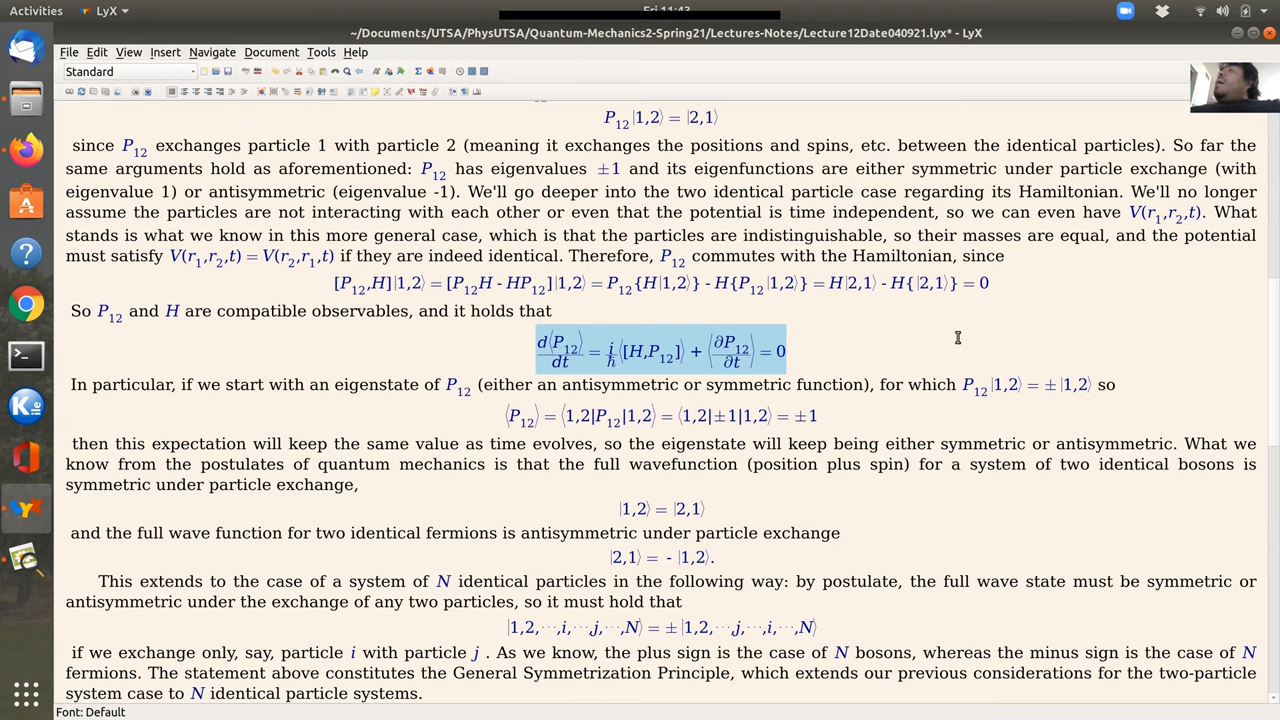 Activities
LyX
Fri 11:43
~/Documents/UTSA/PhysUTSA/Quantum-Mechanics2-Spring21/Lectures-Notes/Lecture12Date040921.lyx* - LyX
File Edit View Insert Navigate Document Tools Help
Standard
P₁₂|1,2⟩ = |2,1⟩
since P₁₂ exchanges particle 1 with particle 2 (meaning it exchanges the positions and spins, etc. between the identical particles). So far the
same arguments hold as aforementioned: P₁₂ has eigenvalues ±1 and its eigenfunctions are either symmetric under particle exchange (with
eigenvalue 1) or antisymmetric (eigenvalue -1). We'll go deeper into the two identical particle case regarding its Hamiltonian. We'll no longer
assume the particles are not interacting with each other or even that the potential is time independent, so we can even have V(r₁,r₂,t). What
stands is what we know in this more general case, which is that the particles are indistinguishable, so their masses are equal, and the potential
must satisfy V(r₁,r₂,t) = V(r₂,r₁,t) if they are indeed identical. Therefore, P₁₂ commutes with the Hamiltonian, since
[P₁₂,H]|1,2⟩ = [P₁₂H - HP₁₂]|1,2⟩ = P₁₂{H|1,2⟩} - H{P₁₂|1,2⟩} = H|2,1⟩ - H{|2,1⟩} = 0
So P₁₂ and H are compatible observables, and it holds that
d⟨P₁₂⟩/dt = i/ħ⟨[H,P₁₂]⟩ + ⟨∂P₁₂/∂t⟩ = 0
In particular, if we start with an eigenstate of P₁₂ (either an antisymmetric or symmetric function), for which P₁₂|1,2⟩ = ±|1,2⟩ so
⟨P₁₂⟩ = ⟨1,2|P₁₂|1,2⟩ = ⟨1,2|±1|1,2⟩ = ±1
then this expectation will keep the same value as time evolves, so the eigenstate will keep being either symmetric or antisymmetric. What we
know from the postulates of quantum mechanics is that the full wavefunction (position plus spin) for a system of two identical bosons is
symmetric under particle exchange,
|1,2⟩ = |2,1⟩
and the full wave function for two identical fermions is antisymmetric under particle exchange
|2,1⟩ = - |1,2⟩.
This extends to the case of a system of N identical particles in the following way: by postulate, the full wave state must be symmetric or
antisymmetric under the exchange of any two particles, so it must hold that
|1,2,⋯,i,⋯,j,⋯,N⟩ = ±|1,2,⋯,j,⋯,i,⋯,N⟩
if we exchange only, say, particle i with particle j . As we know, the plus sign is the case of N bosons, whereas the minus sign is the case of N
fermions. The statement above constitutes the General Symmetrization Principle, which extends our previous considerations for the two-particle
system case to N identical particle systems.
Font: Default